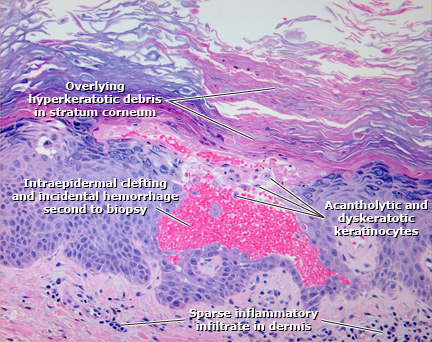 Overlying
hyperkeratotic debris
in stratum corneum
Intraepidermal clefting
and incidental hemorrhage
second to biopsy
Acantholytic and
dyskeratotic
keratinocytes
Sparse inflammatory
infiltrate in dermis